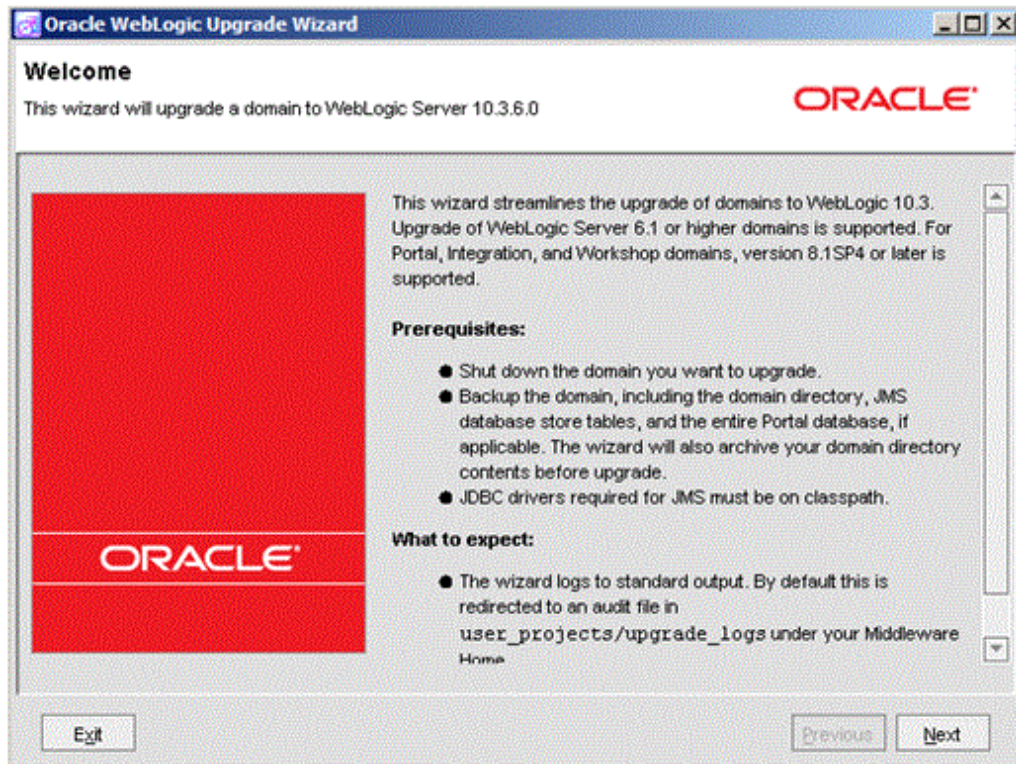 Oracle WebLogic Upgrade Wizard
Welcome
This wizard will upgrade a domain to WebLogic Server 10.3.6.0
ORACLE
This wizard streamlines the upgrade of domains to WebLogic 10.3.
Upgrade of WebLogic Server 6.1 or higher domains is supported. For
Portal, Integration, and Workshop domains, version 8.1SP4 or later is
supported.
Prerequisites:
● Shut down the domain you want to upgrade.
● Backup the domain, including the domain directory, JMS
database store tables, and the entire Portal database, if
applicable. The wizard will also archive your domain directory
contents before upgrade.
● JDBC drivers required for JMS must be on classpath.
What to expect:
● The wizard logs to standard output. By default this is
redirected to an audit file in
user_projects/upgrade_logs under your Middleware
Home
ORACLE
Exit
Previous
Next